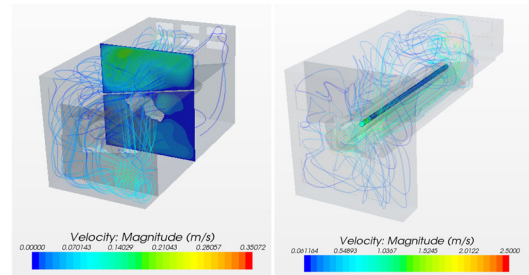 Velocity: Magnitude (m/s)
0.00000 0.070143 0.14029 0.21043 0.28057 0.35072
Velocity: Magnitude (m/s)
0.061164 0.54893 1.0367 1.5245 2.0122 2.5000